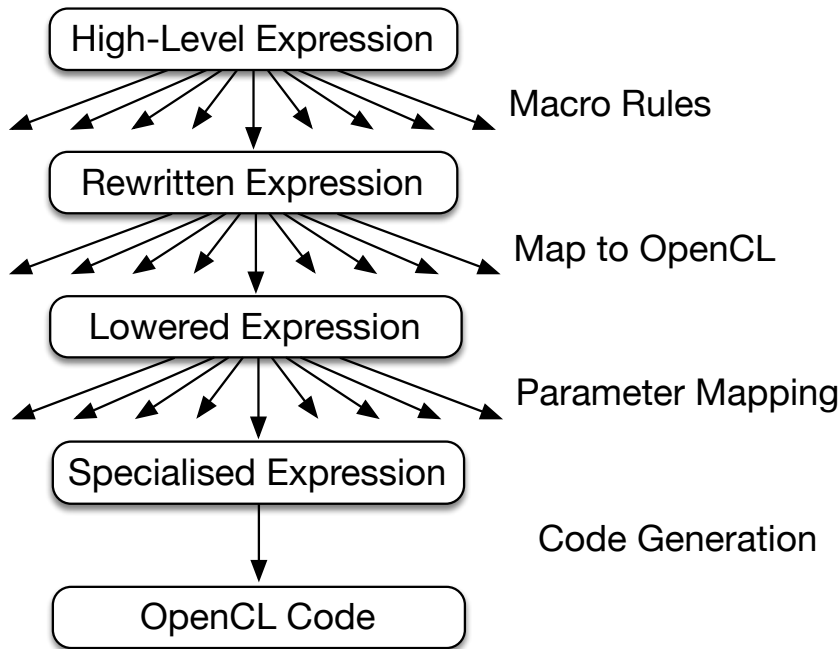 High-Level Expression
Macro Rules
Rewritten Expression
Map to OpenCL
Lowered Expression
Parameter Mapping
Specialised Expression
Code Generation
OpenCL Code